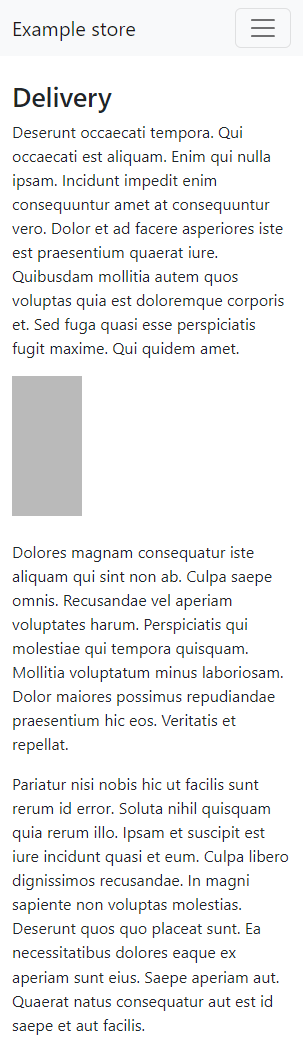 Example store
Delivery
Deserunt occaecati tempora. Qui
occaecati est aliquam. Enim qui nulla
ipsam. Incidunt impedit enim
consequuntur amet at consequuntur
vero. Dolor et ad facere asperiores iste
est praesentium quaerat iure.
Quibusdam mollitia autem quos
voluptas quia est doloremque corporis
et. Sed fuga quasi esse perspiciatis
fugit maxime. Qui quidem amet.
Dolores magnam consequatur iste
aliquam qui sint non ab. Culpa saepe
omnis. Recusandae vel aperiam
voluptates harum. Perspiciatis qui
molestiae qui tempora quisquam.
Mollitia voluptatum minus laboriosam.
Dolor maiores possimus repudiandae
praesentium hic eos. Veritatis et
repellat.
Pariatur nisi nobis hic ut facilis sunt
rerum id error. Soluta nihil quisquam
quia rerum illo. Ipsam et suscipit est
iure incidunt quasi et eum. Culpa libero
dignissimos recusandae. In magni
sapiente non voluptas molestias.
Deserunt quos quo placeat sunt. Ea
necessitatibus dolores eaque ex
aperiam sunt eius. Saepe aperiam aut.
Quaerat natus consequatur aut est id
saepe et aut facilis.